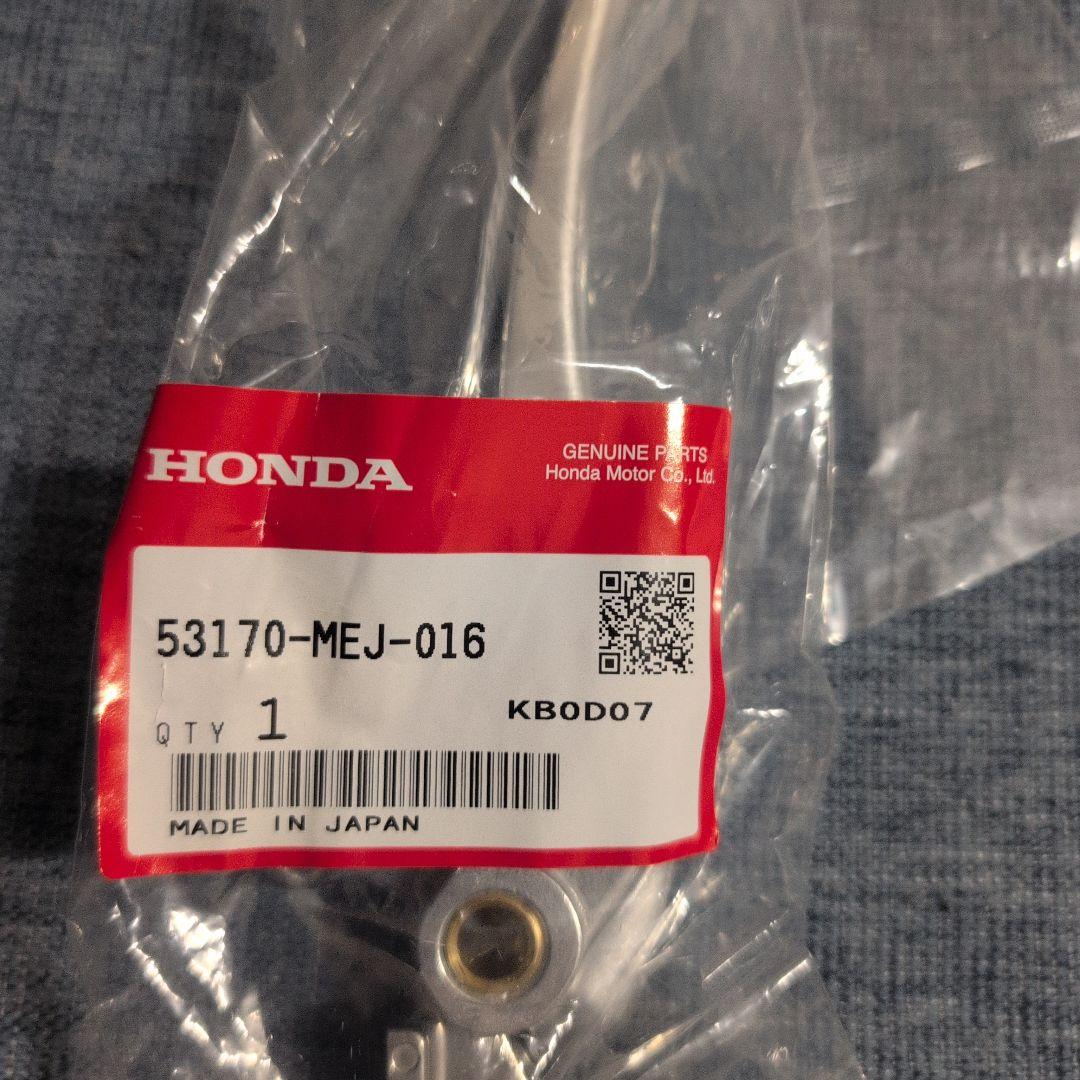 HONDA
GENUINE PARTS
Honda Motor Co., Ltd.
53170-MEJ-016
QTY 1
KB0D07
MADE IN JAPAN